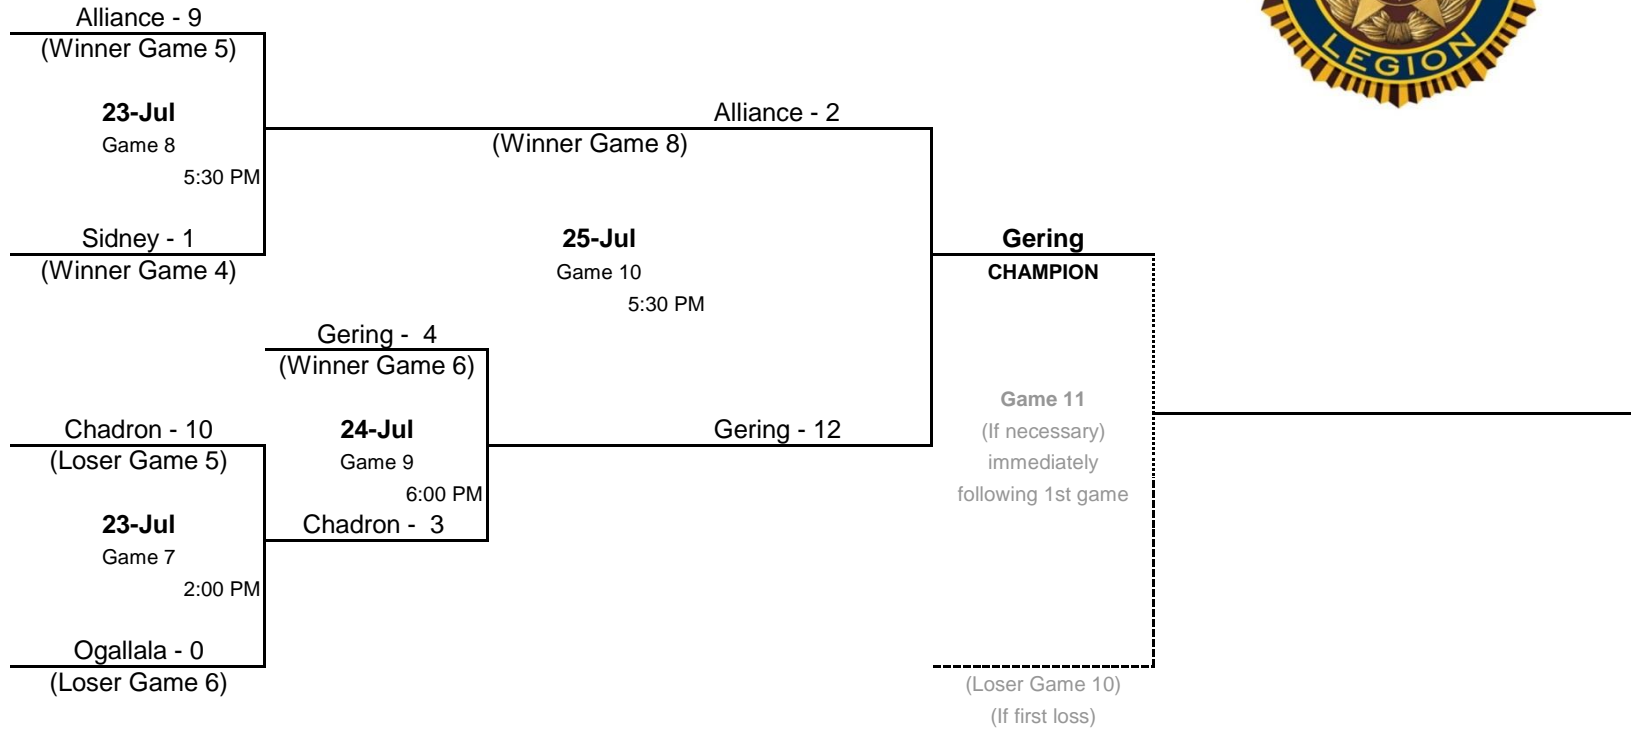 Alliance - 9
(Winner Game 5)
LEGION
23-Jul
Alliance - 2
Game 8
(Winner Game 8)
5:30 PM
Sidney - 1
25-Jul
Gering
(Winner Game 4)
Game 10
CHAMPION
5:30 PM
Gering -  4
(Winner Game 6)
Game 11
Chadron - 10
24-Jul
Gering - 12
(If necessary)
(Loser Game 5)
Game 9
immediately
6:00 PM
following 1st game
23-Jul
Chadron -  3
Game 7
2:00 PM
Ogallala - 0
(Loser Game 6)
(Loser Game 10)
(If first loss)